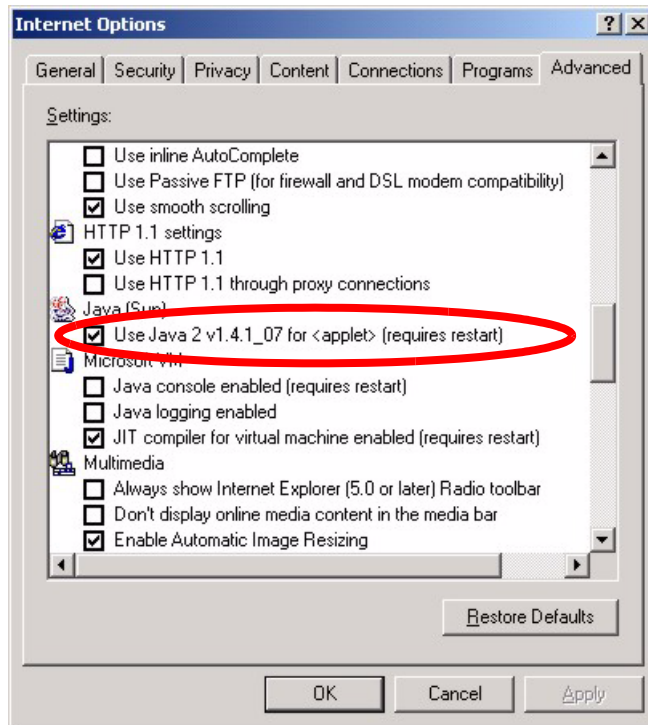 Internet Options
General Security Privacy Content Connections Programs Advanced
Settings:
Use inline AutoComplete
Use Passive FTP (for firewall and DSL modem compatibility)
Use smooth scrolling
HTTP 1.1 settings
Use HTTP 1.1
Use HTTP 1.1 through proxy connections
Java (Sun)
Use Java 2 v1.4.1_07 for <applet> (requires restart)
Microsoft VM
Java console enabled (requires restart)
Java logging enabled
JIT compiler for virtual machine enabled (requires restart)
Multimedia
Always show Internet Explorer (5.0 or later) Radio toolbar
Don't display online media content in the media bar
Enable Automatic Image Resizing
Restore Defaults
OK Cancel Apply